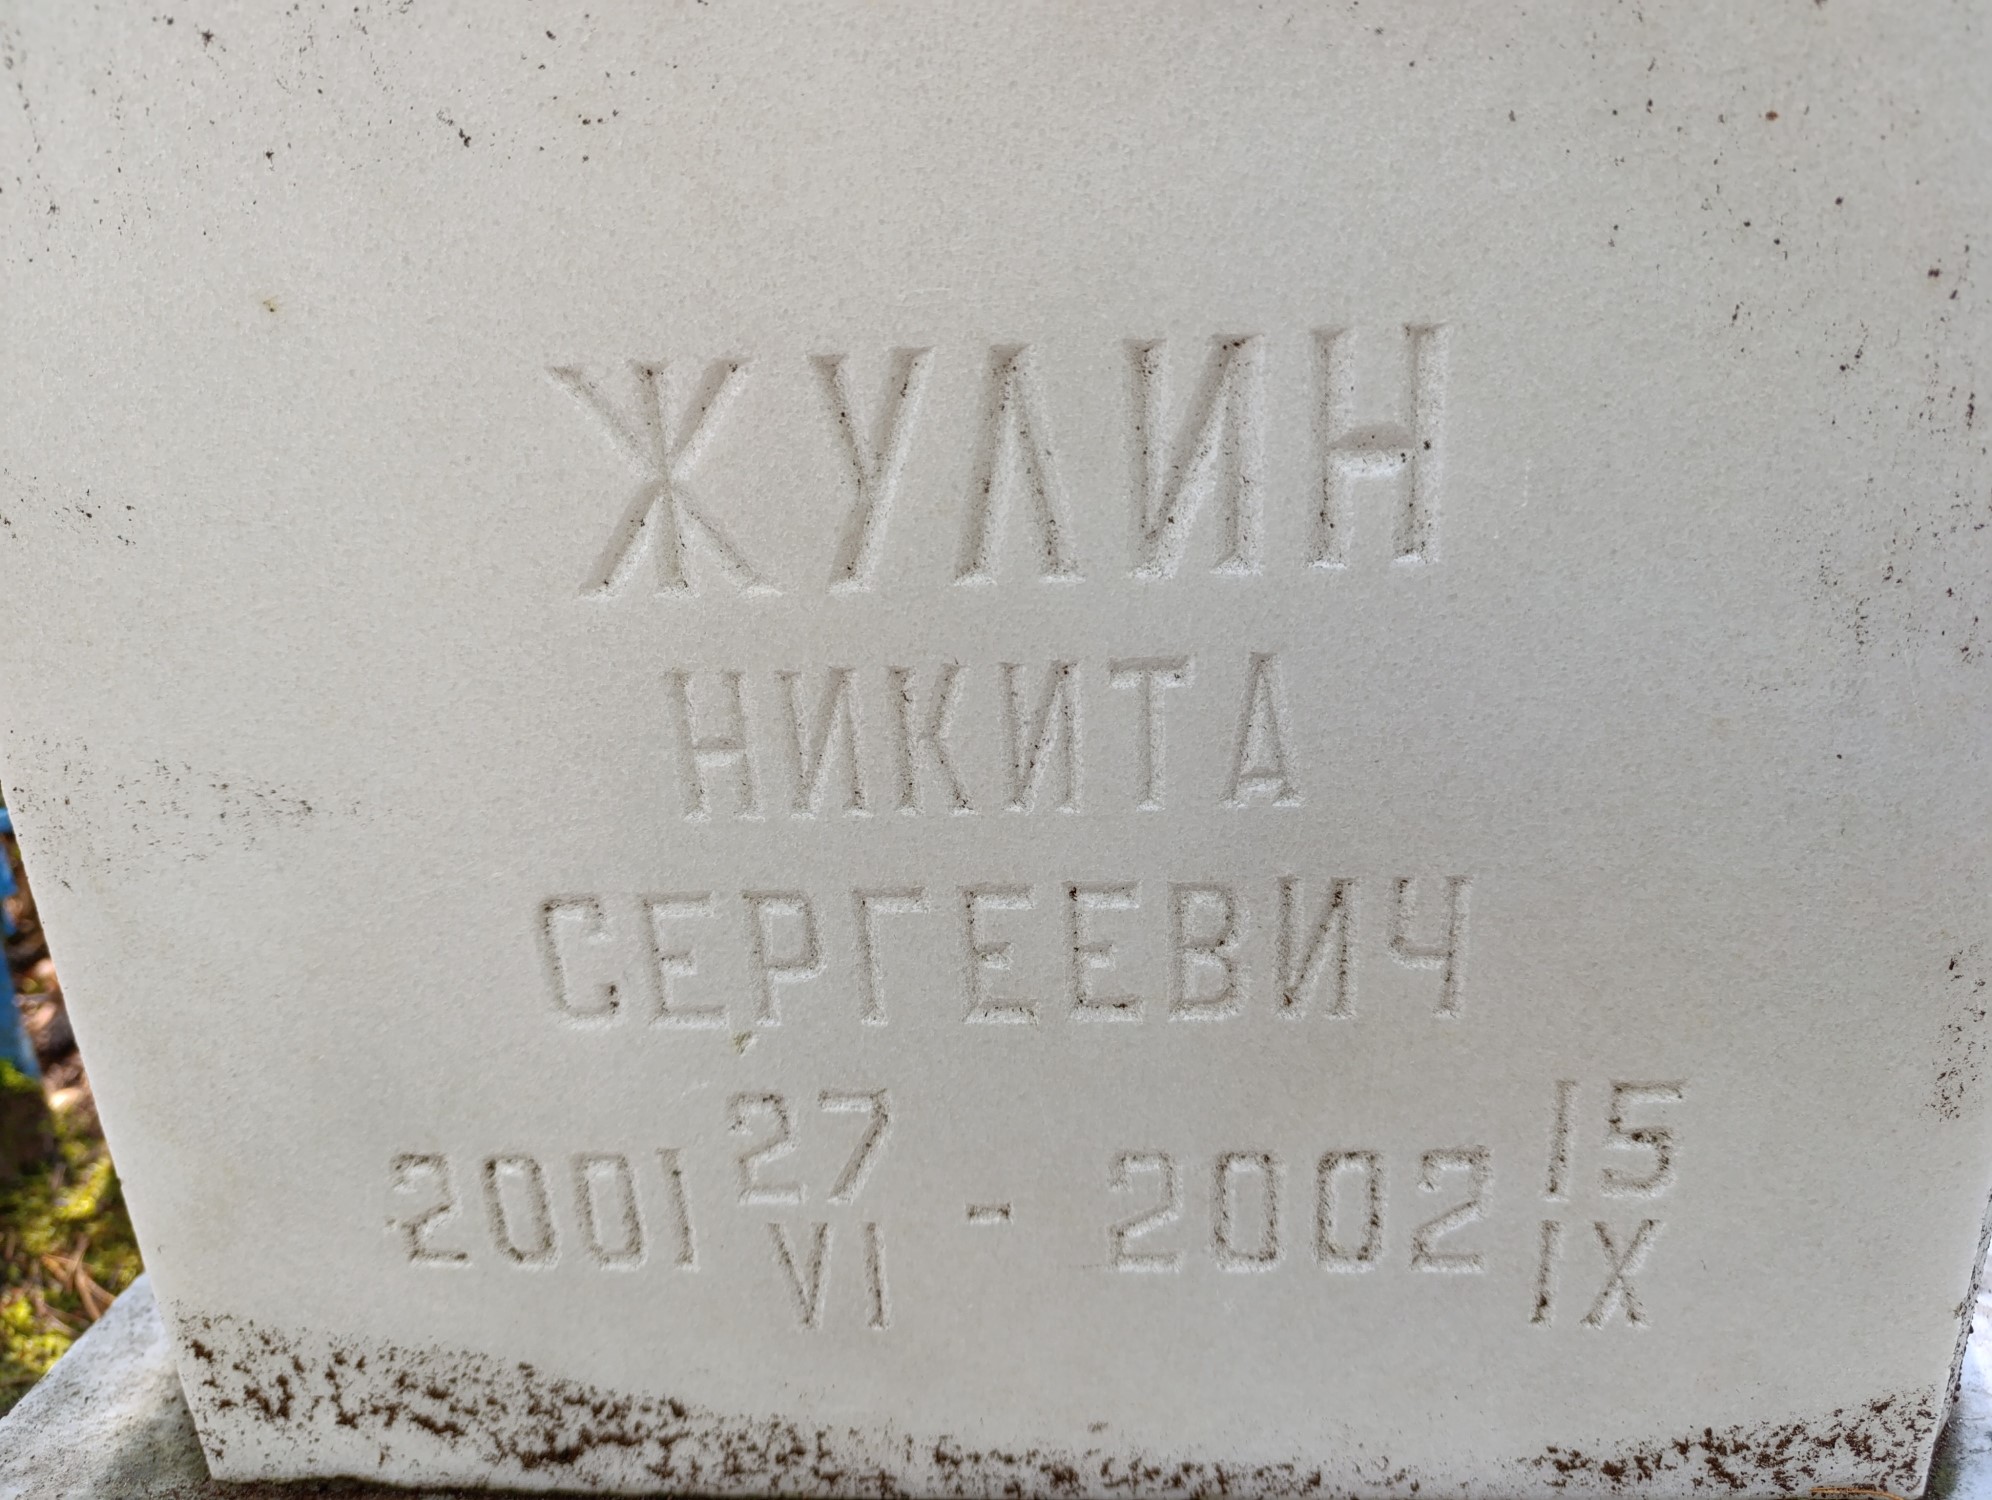 ЖУЛИН
НИКИТА
СЕРГЕЕВИЧ
2001 27/VI - 2002 15/IX